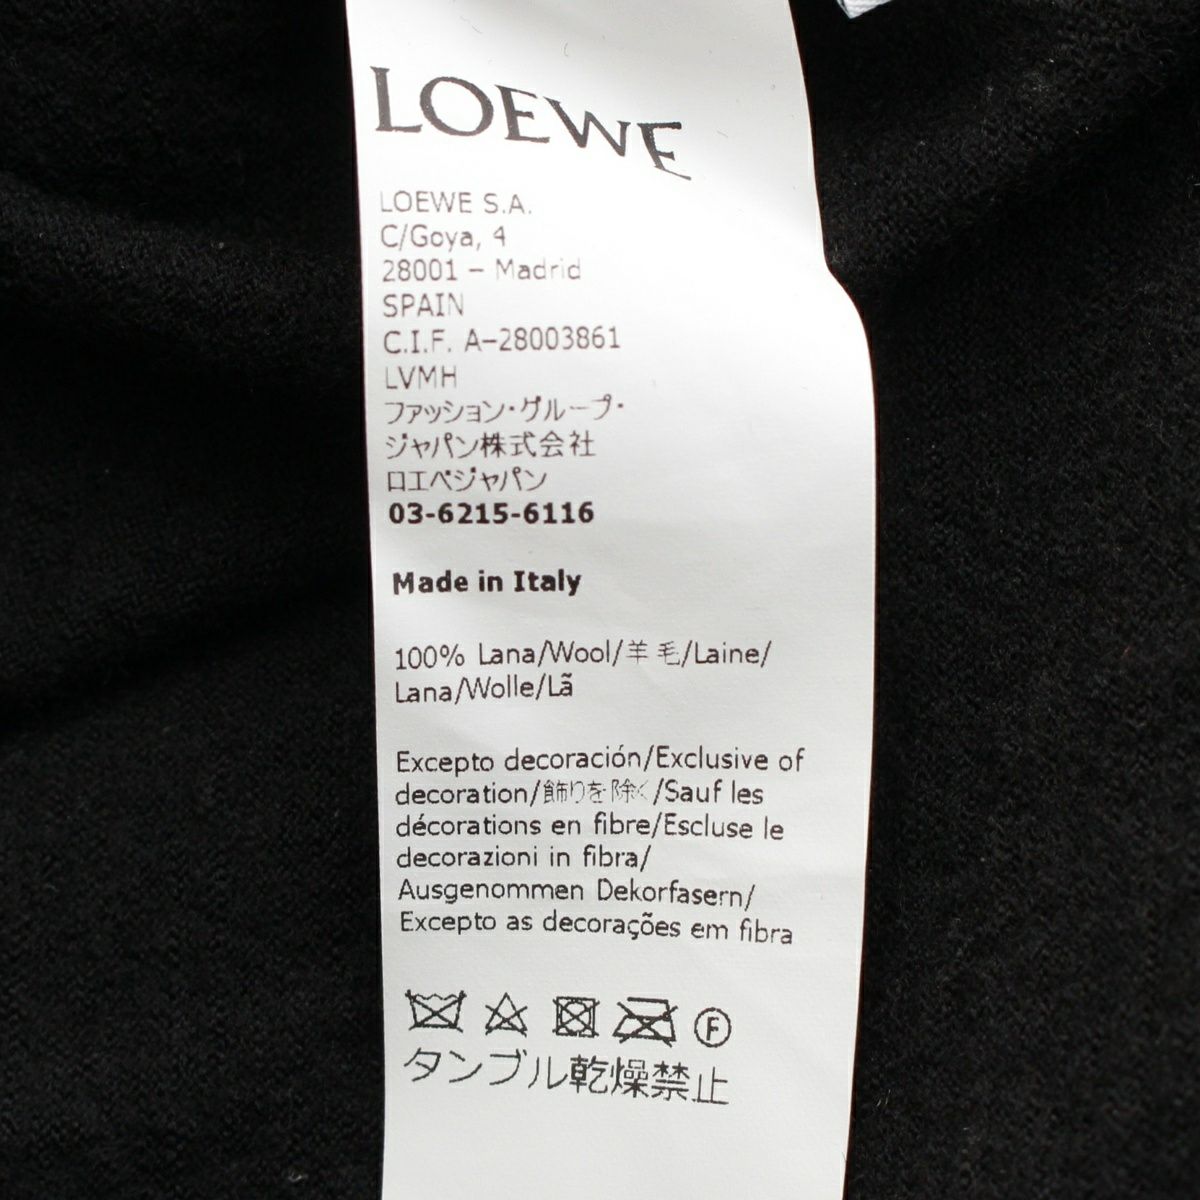 LOEWE
LOEWE S.A.
C/Goya, 4
28001 – Madrid
SPAIN
C.I.F. A–28003861
LVMH
ファッション・グループ・
ジャパン株式会社
ロエベジャパン
03-6215-6116
Made in Italy
100% Lana/Wool/羊毛/Laine/
Lana/Wolle/Lã
Excepto decoración/Exclusive of
decoration/飾りを除く/Sauf les
décorations en fibre/Escluse le
decorazioni in fibra/
Ausgenommen Dekorfasern/
Excepto as decorações em fibra
F
タンブル乾燥禁止